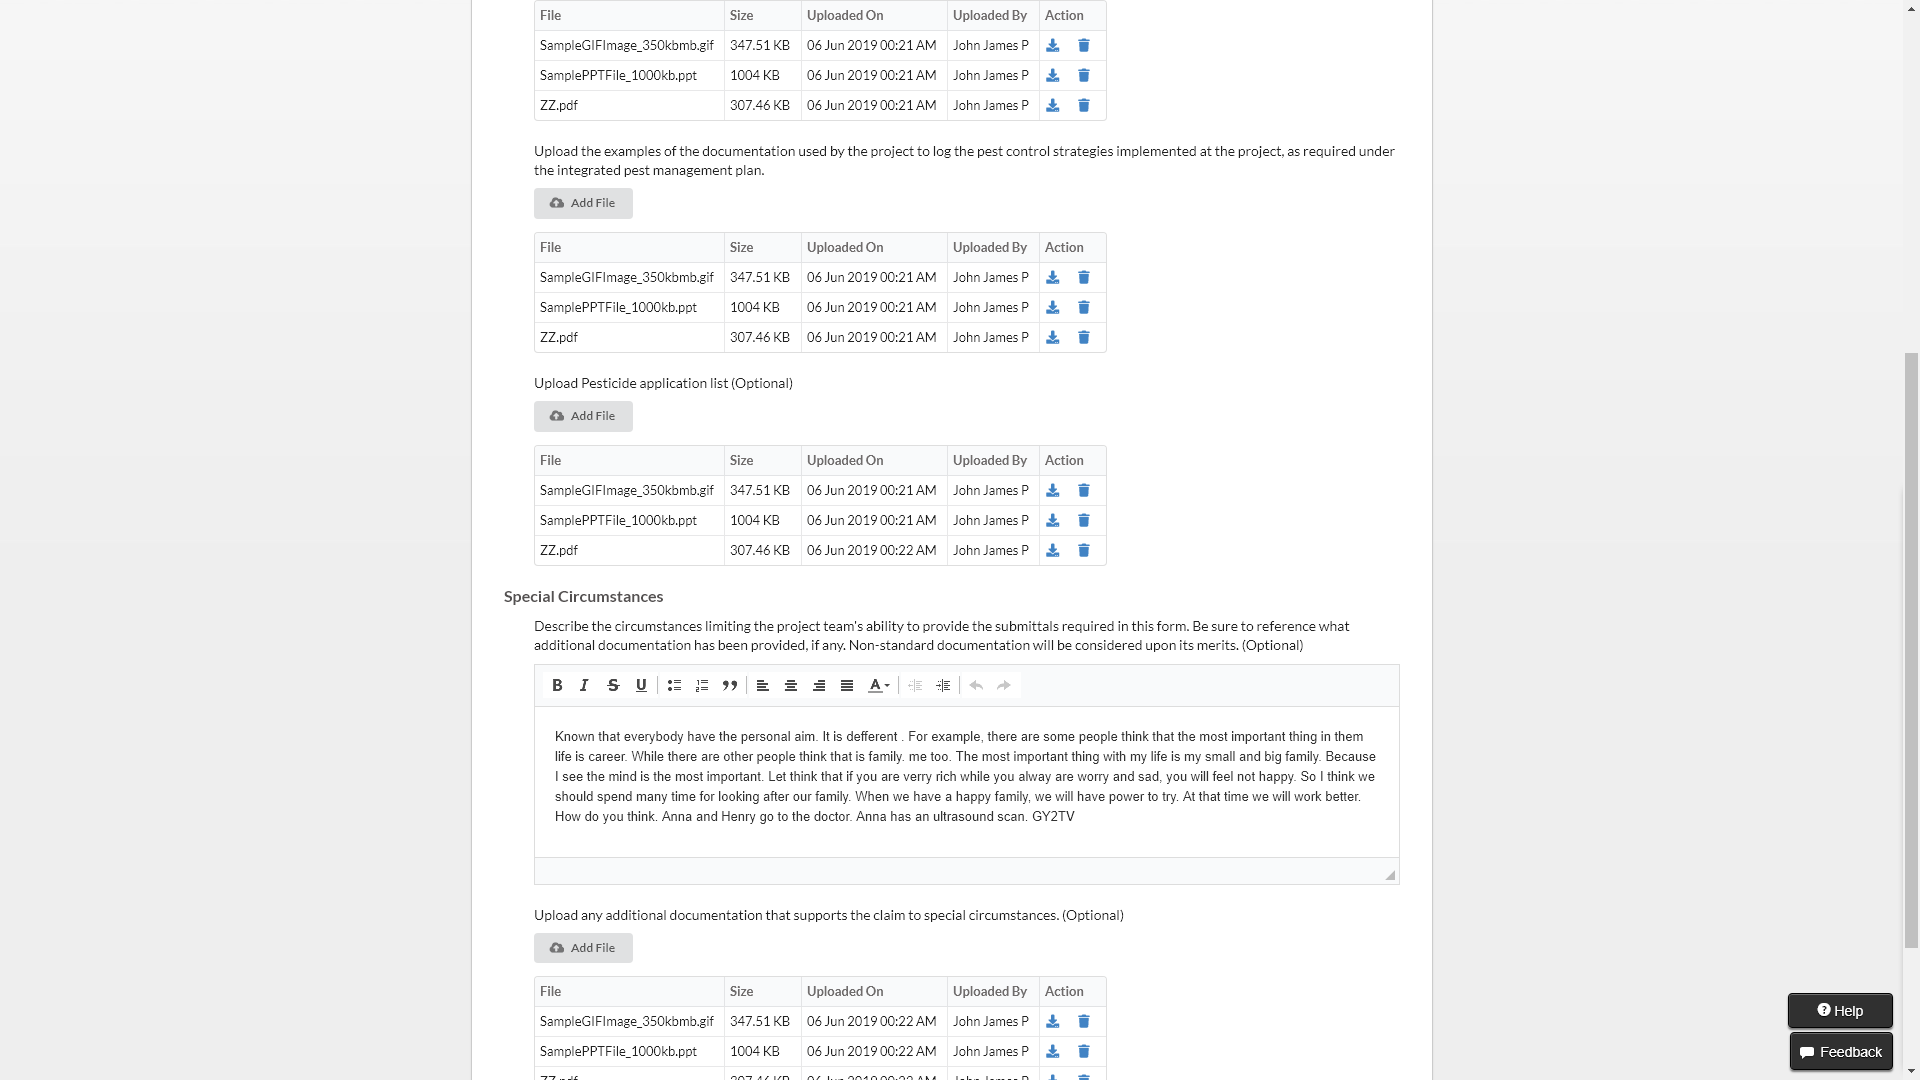 File Size Uploaded On Uploaded By Action
SampleGIFImage_350kbmb.gif 347.51 KB 06 Jun 2019 00:21 AM John James P
SamplePPTFile_1000kb.ppt 1004 KB 06 Jun 2019 00:21 AM John James P
ZZ.pdf 307.46 KB 06 Jun 2019 00:21 AM John James P
Upload the examples of the documentation used by the project to log the pest control strategies implemented at the project, as required under
the integrated pest management plan.
Add File
File Size Uploaded On Uploaded By Action
SampleGIFImage_350kbmb.gif 347.51 KB 06 Jun 2019 00:21 AM John James P
SamplePPTFile_1000kb.ppt 1004 KB 06 Jun 2019 00:21 AM John James P
ZZ.pdf 307.46 KB 06 Jun 2019 00:21 AM John James P
Upload Pesticide application list (Optional)
Add File
File Size Uploaded On Uploaded By Action
SampleGIFImage_350kbmb.gif 347.51 KB 06 Jun 2019 00:21 AM John James P
SamplePPTFile_1000kb.ppt 1004 KB 06 Jun 2019 00:21 AM John James P
ZZ.pdf 307.46 KB 06 Jun 2019 00:22 AM John James P
Special Circumstances
Describe the circumstances limiting the project team's ability to provide the submittals required in this form. Be sure to reference what
additional documentation has been provided, if any. Non-standard documentation will be considered upon its merits. (Optional)
B I S U A
Known that everybody have the personal aim. It is defferent . For example, there are some people think that the most important thing in them
life is career. While there are other people think that is family. me too. The most important thing with my life is my small and big family. Because
I see the mind is the most important. Let think that if you are verry rich while you alway are worry and sad, you will feel not happy. So I think we
should spend many time for looking after our family. When we have a happy family, we will have power to try. At that time we will work better.
How do you think. Anna and Henry go to the doctor. Anna has an ultrasound scan. GY2TV
Upload any additional documentation that supports the claim to special circumstances. (Optional)
Add File
File Size Uploaded On Uploaded By Action
SampleGIFImage_350kbmb.gif 347.51 KB 06 Jun 2019 00:22 AM John James P
SamplePPTFile_1000kb.ppt 1004 KB 06 Jun 2019 00:22 AM John James P
Help
Feedback